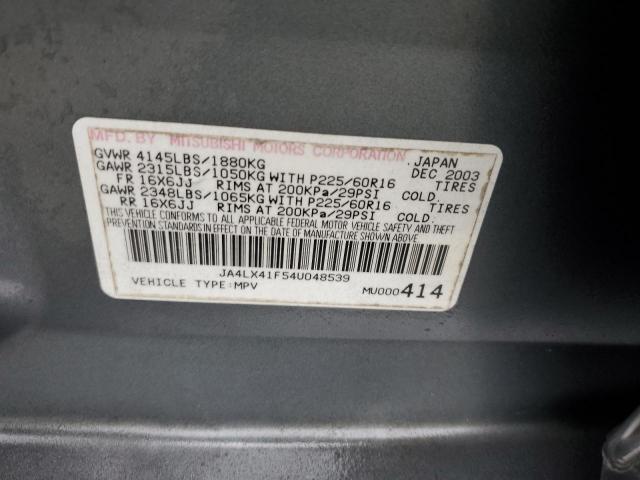 MFD. BY MITSUBISHI MOTORS CORPORATION JAPAN
GVWR 4145LBS/1880KG DEC 2003
GAWR 2315LBS/1050KG WITH P225/60R16 TIRES
FR 16X6JJ RIMS AT 200KPa/29PSI COLD.
GAWR 2348LBS/1065KG WITH P225/60R16 TIRES
RR 16X6JJ RIMS AT 200KPa/29PSI COLD.
THIS VEHICLE CONFORMS TO ALL APPLICABLE FEDERAL MOTOR VEHICLE SAFETY AND THEFT
PREVENTION STANDARDS IN EFFECT ON THE DATE OF MANUFACTURE SHOWN ABOVE.
JA4LX41F54U048539
VEHICLE TYPE:MPV MU000414